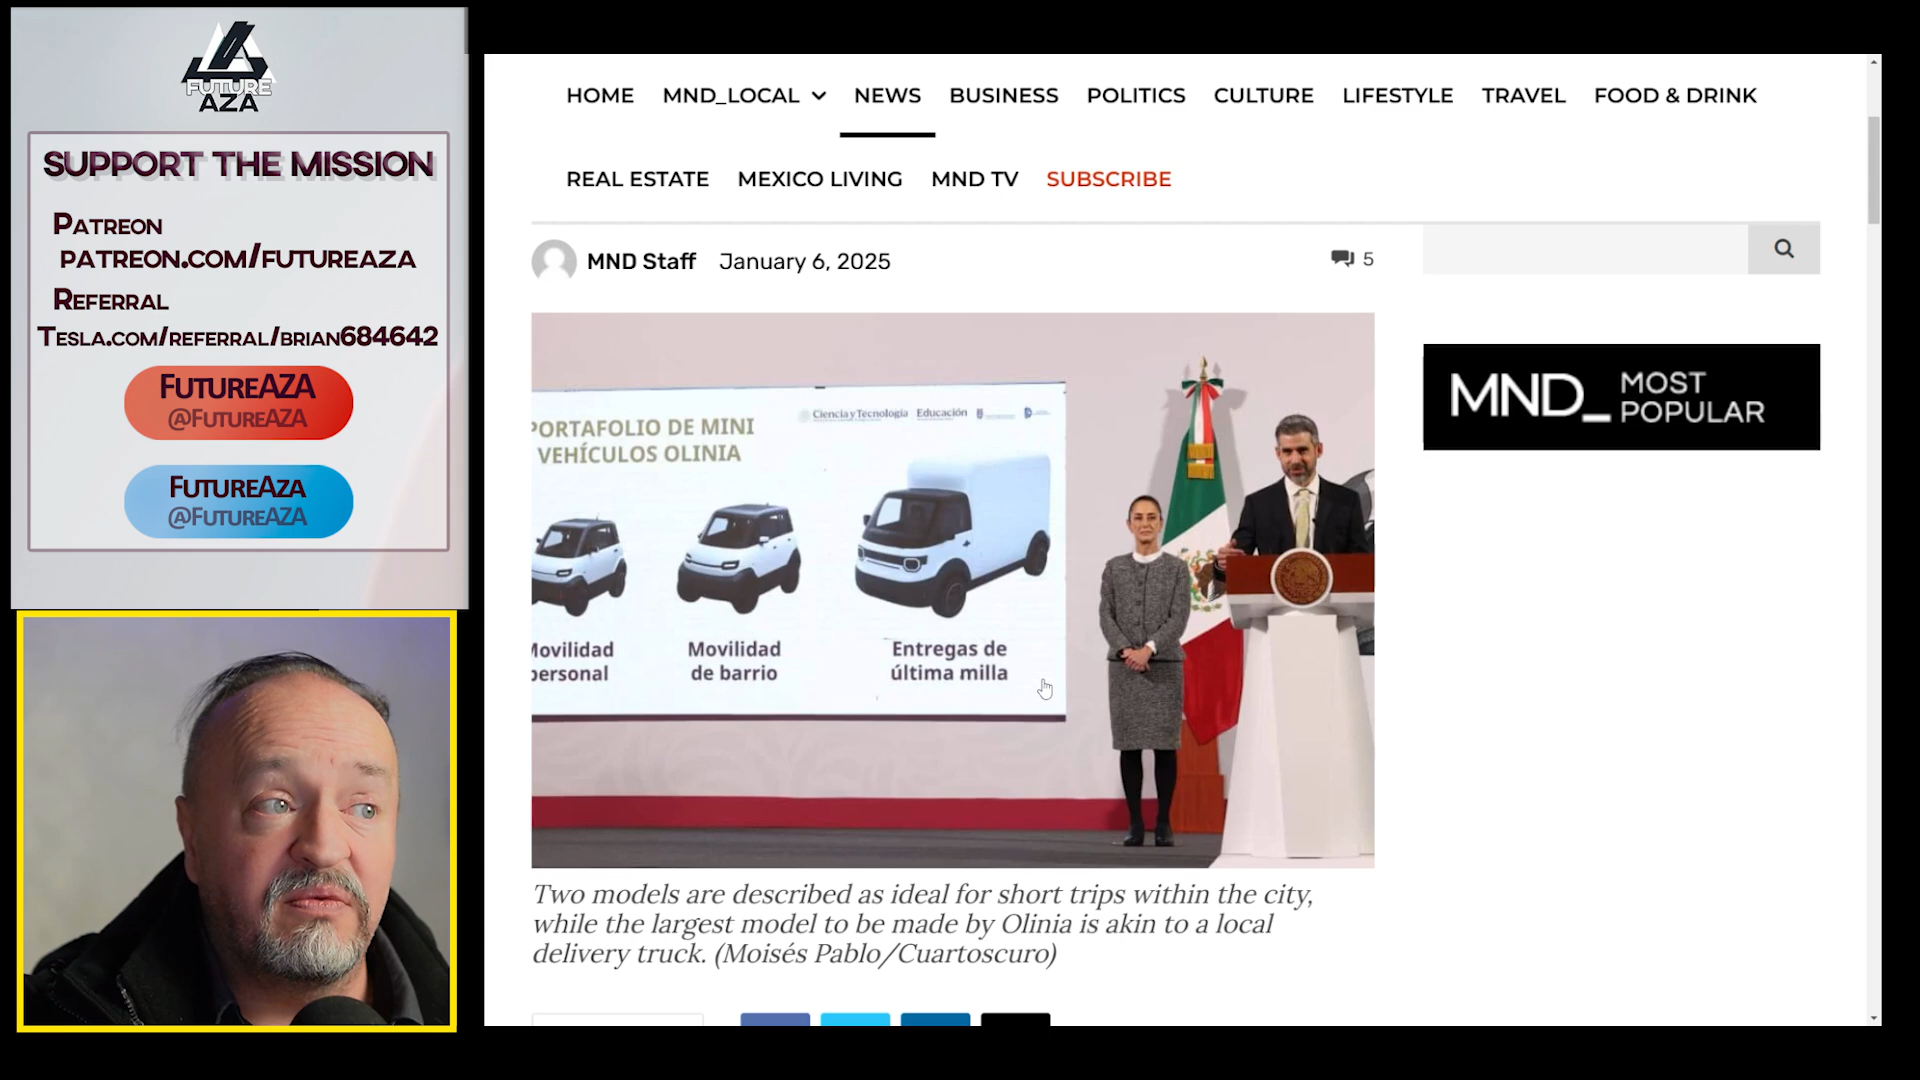 FUTURE
AZA
SUPPORT THE MISSION
PATREON
PATREON.COM/FUTUREAZA
REFERRAL
TESLA.COM/REFERRAL/BRIAN684642
FUTUREAZA
@FUTUREAZA
FUTUREAZA
@FUTUREAZA
HOME MND_LOCAL NEWS BUSINESS POLITICS CULTURE LIFESTYLE TRAVEL FOOD & DRINK
REAL ESTATE MEXICO LIVING MND TV SUBSCRIBE
MND Staff January 6, 2025 5
PORTAFOLIO DE MINI
VEHÍCULOS OLINIA
Ciencia y Tecnología Educación
Movilidad
personal
Movilidad
de barrio
Entregas de
última milla
Two models are described as ideal for short trips within the city,
while the largest model to be made by Olinia is akin to a local
delivery truck. (Moisés Pablo/Cuartoscuro)
MND_ MOST
POPULAR